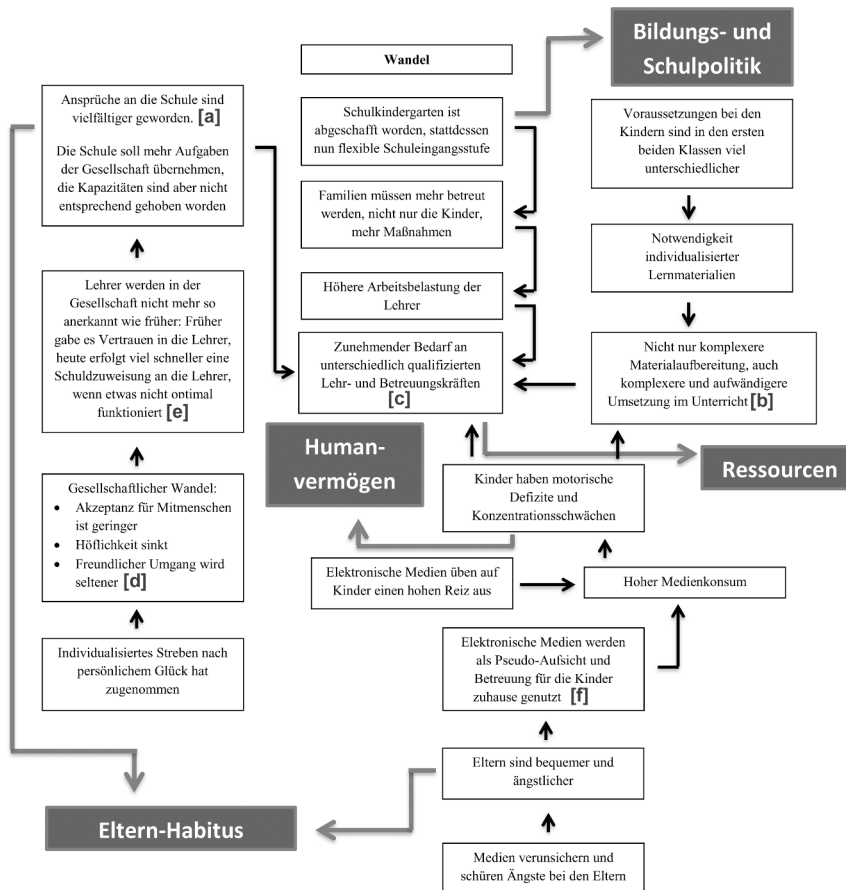 Bildungs- und
Schulpolitik
Wandel
Ansprüche an die Schule sind
vielfältiger geworden. [a]
Die Schule soll mehr Aufgaben
der Gesellschaft übernehmen,
die Kapazitäten sind aber nicht
entsprechend gehoben worden
Schulkindergarten ist
abgeschafft worden, stattdessen
nun flexible Schuleingangsstufe
Voraussetzungen bei den
Kindern sind in den ersten
beiden Klassen viel
unterschiedlicher
Familien müssen mehr betreut
werden, nicht nur die Kinder,
mehr Maßnahmen
Notwendigkeit
individualisierter
Lernmaterialien
Lehrer werden in der
Gesellschaft nicht mehr so
anerkannt wie früher: Früher
gabe es Vertrauen in die Lehrer,
heute erfolgt viel schneller eine
Schuldzuweisung an die Lehrer,
wenn etwas nicht optimal
funktioniert [e]
Höhere Arbeitsbelastung der
Lehrer
Zunehmender Bedarf an
unterschiedlich qualifizierten
Lehr- und Betreuungskräften
[c]
Nicht nur komplexere
Materialaufbereitung, auch
komplexere und aufwändigere
Umsetzung im Unterricht [b]
Human-
vermögen
Ressourcen
Gesellschaftlicher Wandel:
• Akzeptanz für Mitmenschen
ist geringer
• Höflichkeit sinkt
• Freundlicher Umgang wird
seltener [d]
Kinder haben motorische
Defizite und
Konzentrationsschwächen
Elektronische Medien üben auf
Kinder einen hohen Reiz aus
Hoher Medienkonsum
Individualisiertes Streben nach
persönlichem Glück hat
zugenommen
Elektronische Medien werden
als Pseudo-Aufsicht und
Betreuung für die Kinder
zuhause genutzt [f]
Eltern sind bequemer und
ängstlicher
Eltern-Habitus
Medien verunsichern und
schüren Ängste bei den Eltern